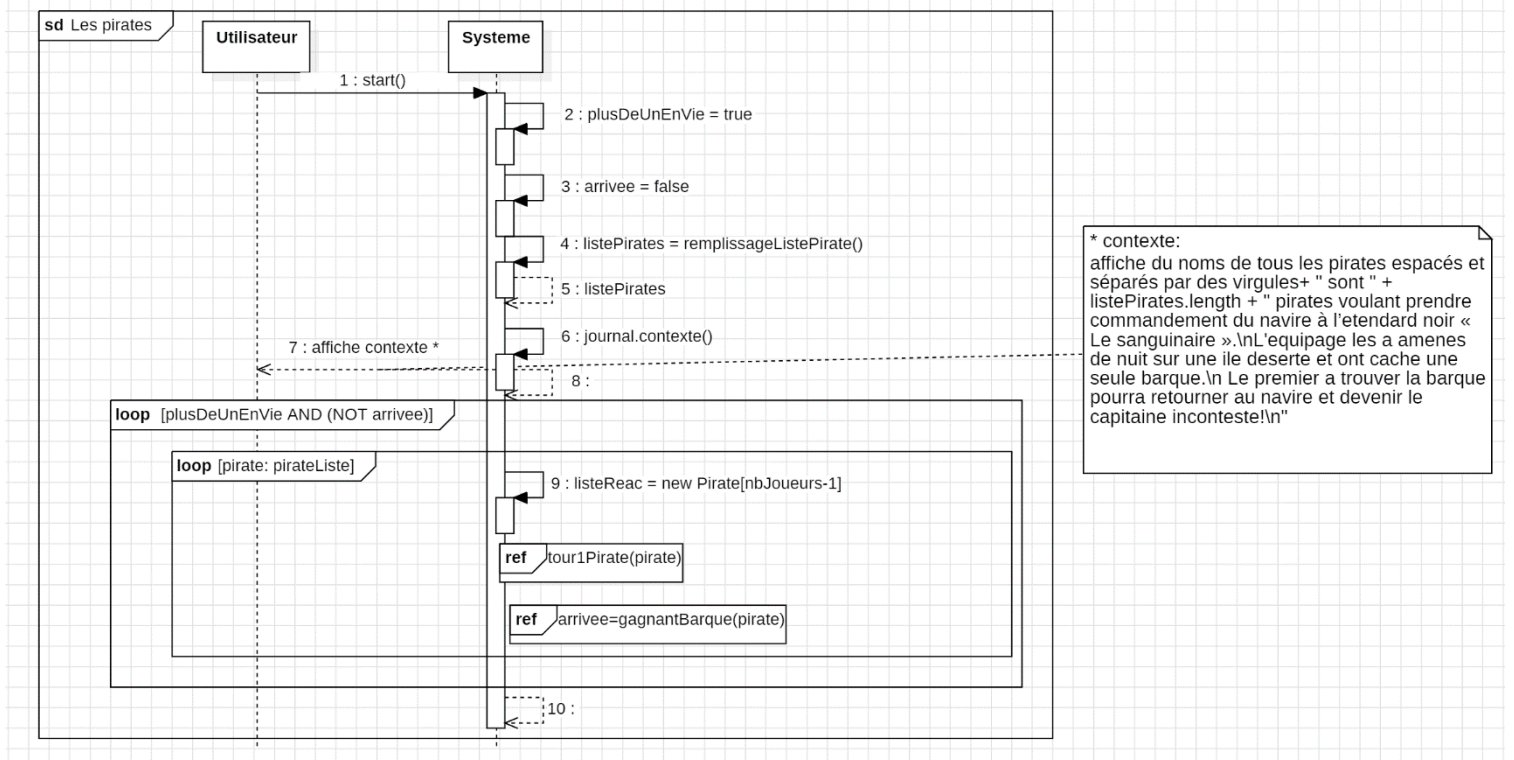 sd Les pirates
Utilisateur
Systeme
1 : start()
2 : plusDeUnEnVie = true
3 : arrivee = false
4 : listePirates = remplissageListePirate()
5 : listePirates
6 : journal.contexte()
7 : affiche contexte *
8 :
* contexte:
affiche du noms de tous les pirates espacés et
séparés par des virgules+ " sont " +
listePirates.length + " pirates voulant prendre
commandement du navire à l'etendard noir «
Le sanguinaire ».\nL'equipage les a amenes
de nuit sur une ile deserte et ont cache une
seule barque.\n Le premier a trouver la barque
pourra retourner au navire et devenir le
capitaine inconteste!\n"
loop [plusDeUnEnVie AND (NOT arrivee)]
loop [pirate: pirateListe]
9 : listeReac = new Pirate[nbJoueurs-1]
ref tour1Pirate(pirate)
ref arrivee=gagnantBarque(pirate)
10 :